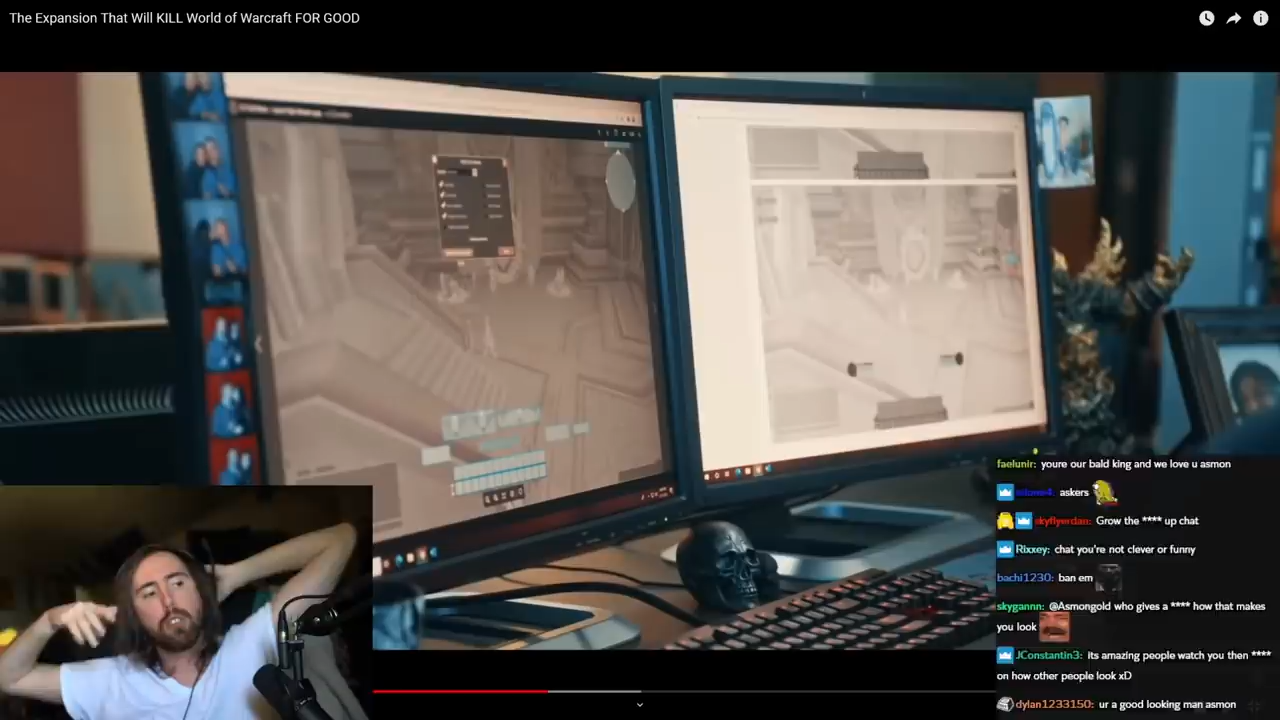 The Expansion That Will KILL World of Warcraft FOR GOOD
faelunir: youre our bald king and we love u asmon
askers
skyflyerdan: Grow the **** up chat
Rixxey: chat you're not clever or funny
bachi1230: ban em
skygannn: @Asmongold who gives a **** how that makes
you look
JConstantin3: its amazing people watch you then ****
on how other people look xD
dylan1233150: ur a good looking man asmon